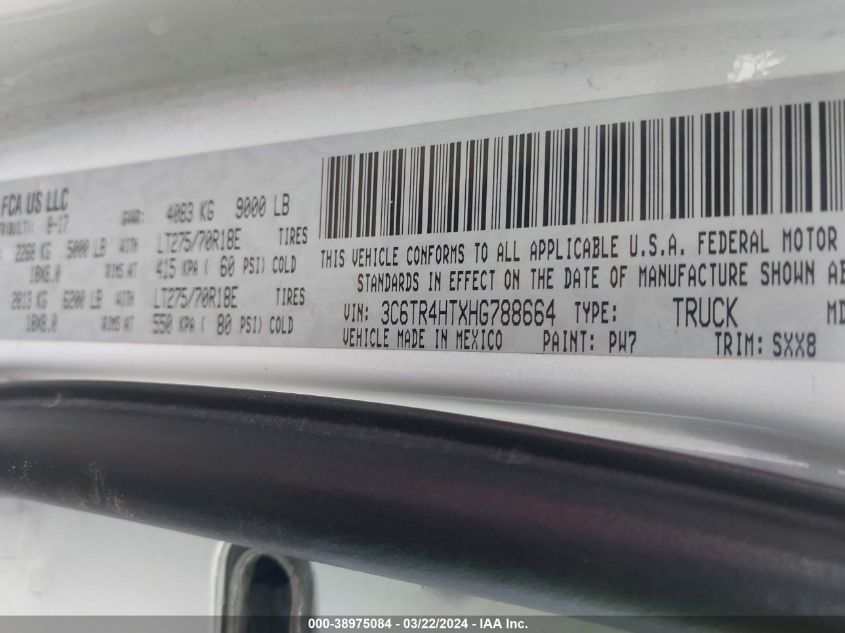 FCA US LLC
8-17
GVWR: 4083 KG 9000 LB
2268 KG 5000 LB WITH LT275/70R18E TIRES
18X8.0 RIMS AT 415 KPA ( 60 PSI) COLD
2813 KG 6200 LB WITH LT275/70R18E TIRES
18X8.0 RIMS AT 550 KPA ( 80 PSI) COLD
THIS VEHICLE CONFORMS TO ALL APPLICABLE U.S.A. FEDERAL MOTOR
STANDARDS IN EFFECT ON THE DATE OF MANUFACTURE SHOWN AB
VIN: 3C6TR4HTXHG788664 TYPE: TRUCK MD
VEHICLE MADE IN MEXICO PAINT: PW7 TRIM: SXX8
000-38975084 - 03/22/2024 - IAA Inc.